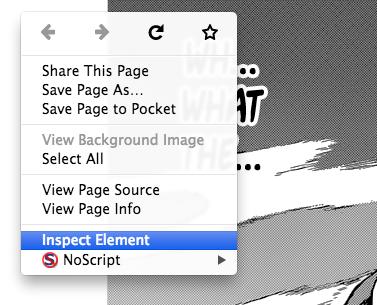 Share This Page
Save Page As...
Save Page to Pocket
View Background Image
Select All
View Page Source
View Page Info
Inspect Element
NoScript
WH...
WHAT
THE...